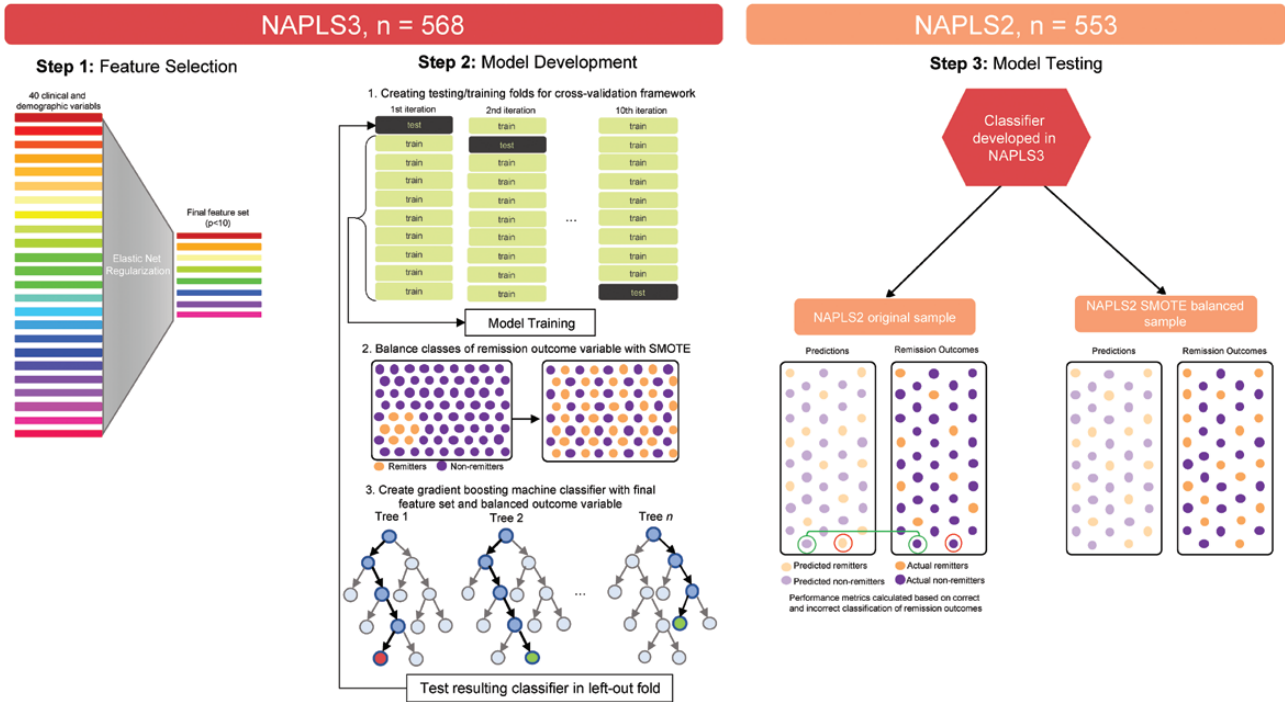 NAPLS3, n = 568
Step 1: Feature Selection
40 clinical and
demographic variables
Elastic Net
Regularization
Final feature set
(p<10)
Step 2: Model Development
1. Creating testing/training folds for cross-validation framework
1st iteration
2nd iteration
10th iteration
test
train
train
train
test
train
train
train
train
train
train
train
train
train
train
train
train
train
...
train
train
train
train
train
train
train
train
train
train
train
test
Model Training
2. Balance classes of remission outcome variable with SMOTE
Remitters
Non-remitters
3. Create gradient boosting machine classifier with final
feature set and balanced outcome variable
Tree 1
Tree 2
Tree n
...
Test resulting classifier in left-out fold
NAPLS2, n = 553
Step 3: Model Testing
Classifier
developed in
NAPLS3
NAPLS2 original sample
NAPLS2 SMOTE balanced
sample
Predictions
Remission Outcomes
Predictions
Remission Outcomes
Predicted remitters
Actual remitters
Predicted non-remitters
Actual non-remitters
Performance metrics calculated based on correct
and incorrect classification of remission outcomes